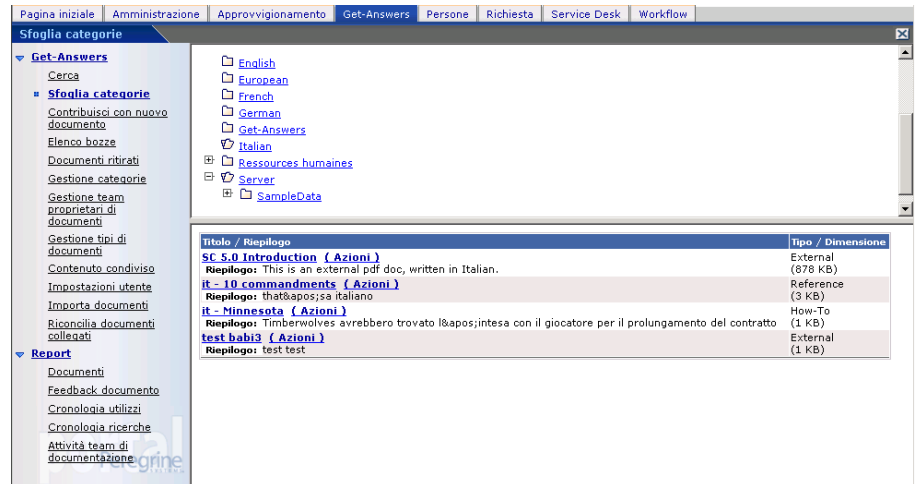 Pagina iniziale Amministrazione Approvvigionamento Get-Answers Persone Richiesta Service Desk Workflow
Sfoglia categorie
Get-Answers
Cerca
Sfoglia categorie
Contribuisci con nuovo
documento
Elenco bozze
Documenti ritirati
Gestione categorie
Gestione team
proprietari di
documenti
Gestione tipi di
documenti
Contenuto condiviso
Impostazioni utente
Importa documenti
Riconcilia documenti
collegati
Report
Documenti
Feedback documento
Cronologia utilizzi
Cronologia ricerche
Attività team di
documentazione
portal
Peregrine
English
European
French
German
Get-Answers
Italian
Ressources humaines
Server
SampleData
Titolo / Riepilogo Tipo / Dimensione
SC 5.0 Introduction ( Azioni ) External
Riepilogo: This is an external pdf doc, written in Italian. (878 KB)
it - 10 commandments ( Azioni ) Reference
Riepilogo: that&apos;sa italiano (3 KB)
it - Minnesota ( Azioni ) How-To
Riepilogo: Timberwolves avrebbero trovato l&apos;intesa con il giocatore per il prolungamento del contratto (1 KB)
test babi3 ( Azioni ) External
Riepilogo: test test (1 KB)